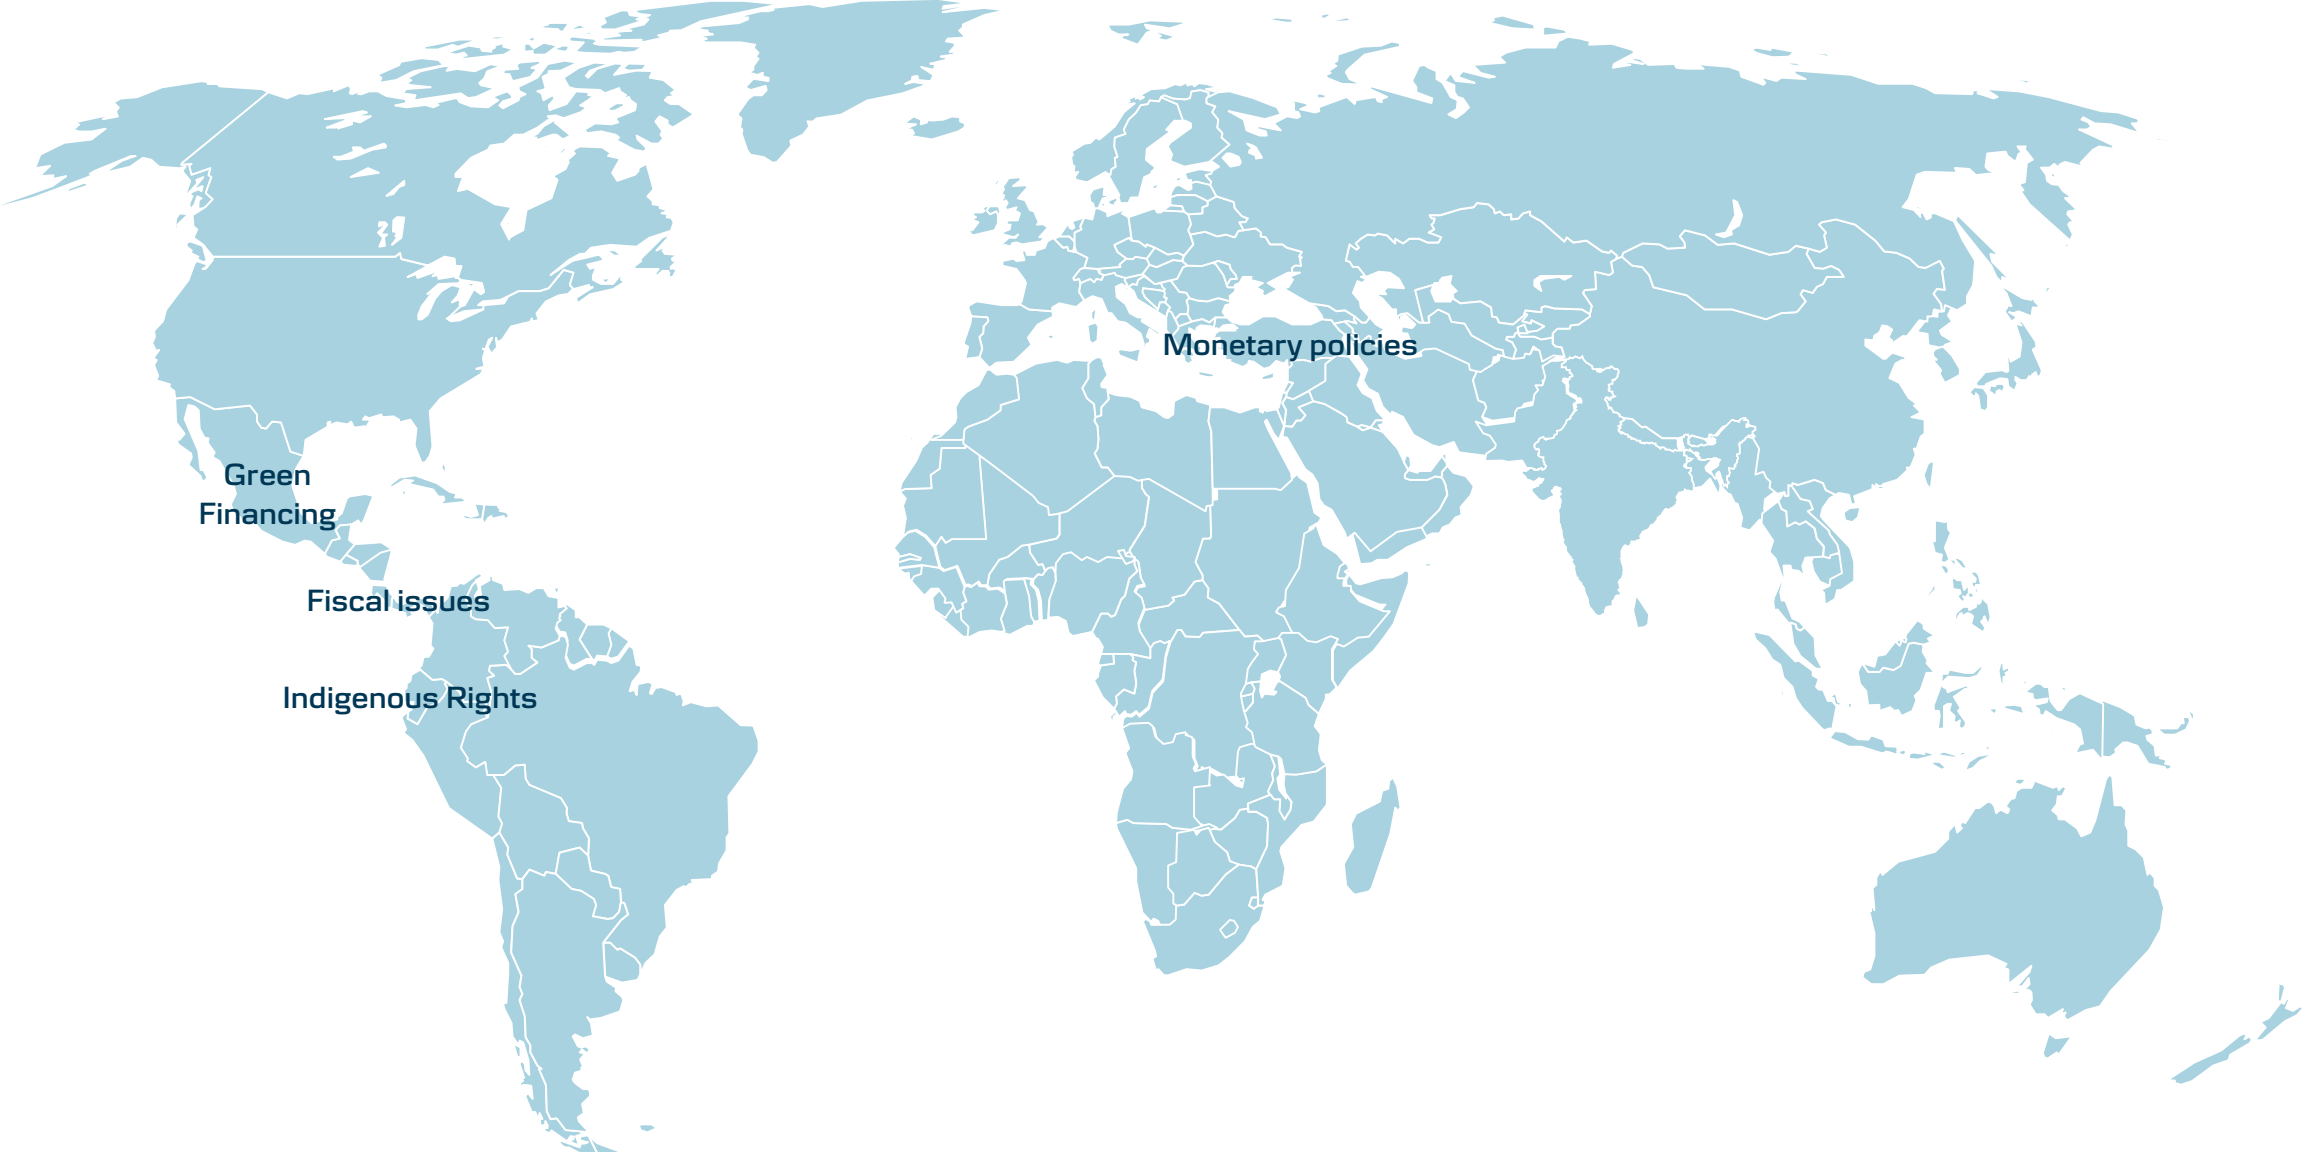 Monetary policies
Green
Financing
Fiscal issues
Indigenous Rights